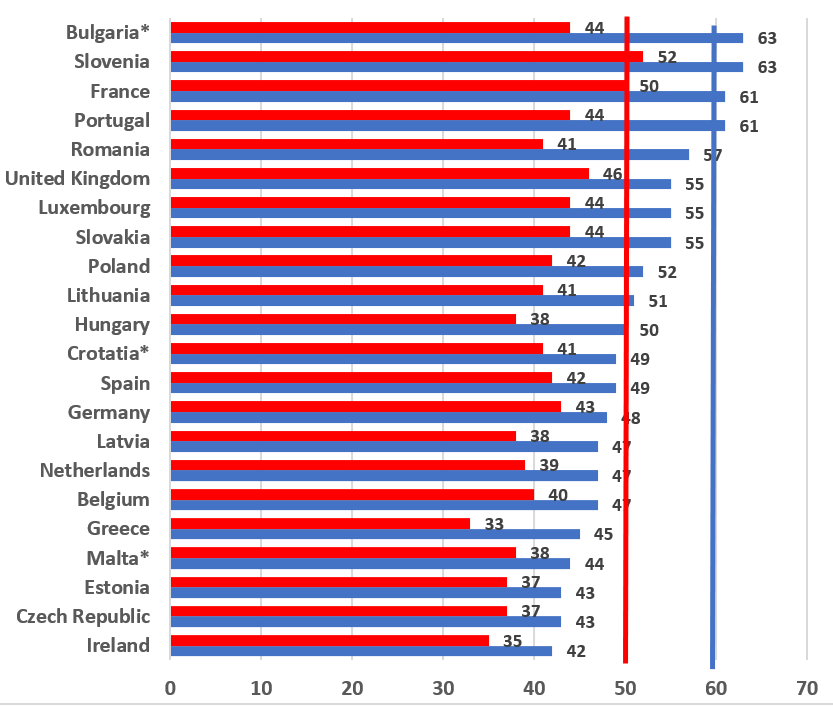 Bulgaria* 44 63
Slovenia 52 63
France 50 61
Portugal 44 61
Romania 41 57
United Kingdom 46 55
Luxembourg 44 55
Slovakia 44 55
Poland 42 52
Lithuania 41 51
Hungary 38 50
Crotatia* 41 49
Spain 42 49
Germany 43 48
Latvia 38 47
Netherlands 39 47
Belgium 40 47
Greece 33 45
Malta* 38 44
Estonia 37 43
Czech Republic 37 43
Ireland 35 42
0 10 20 30 40 50 60 70